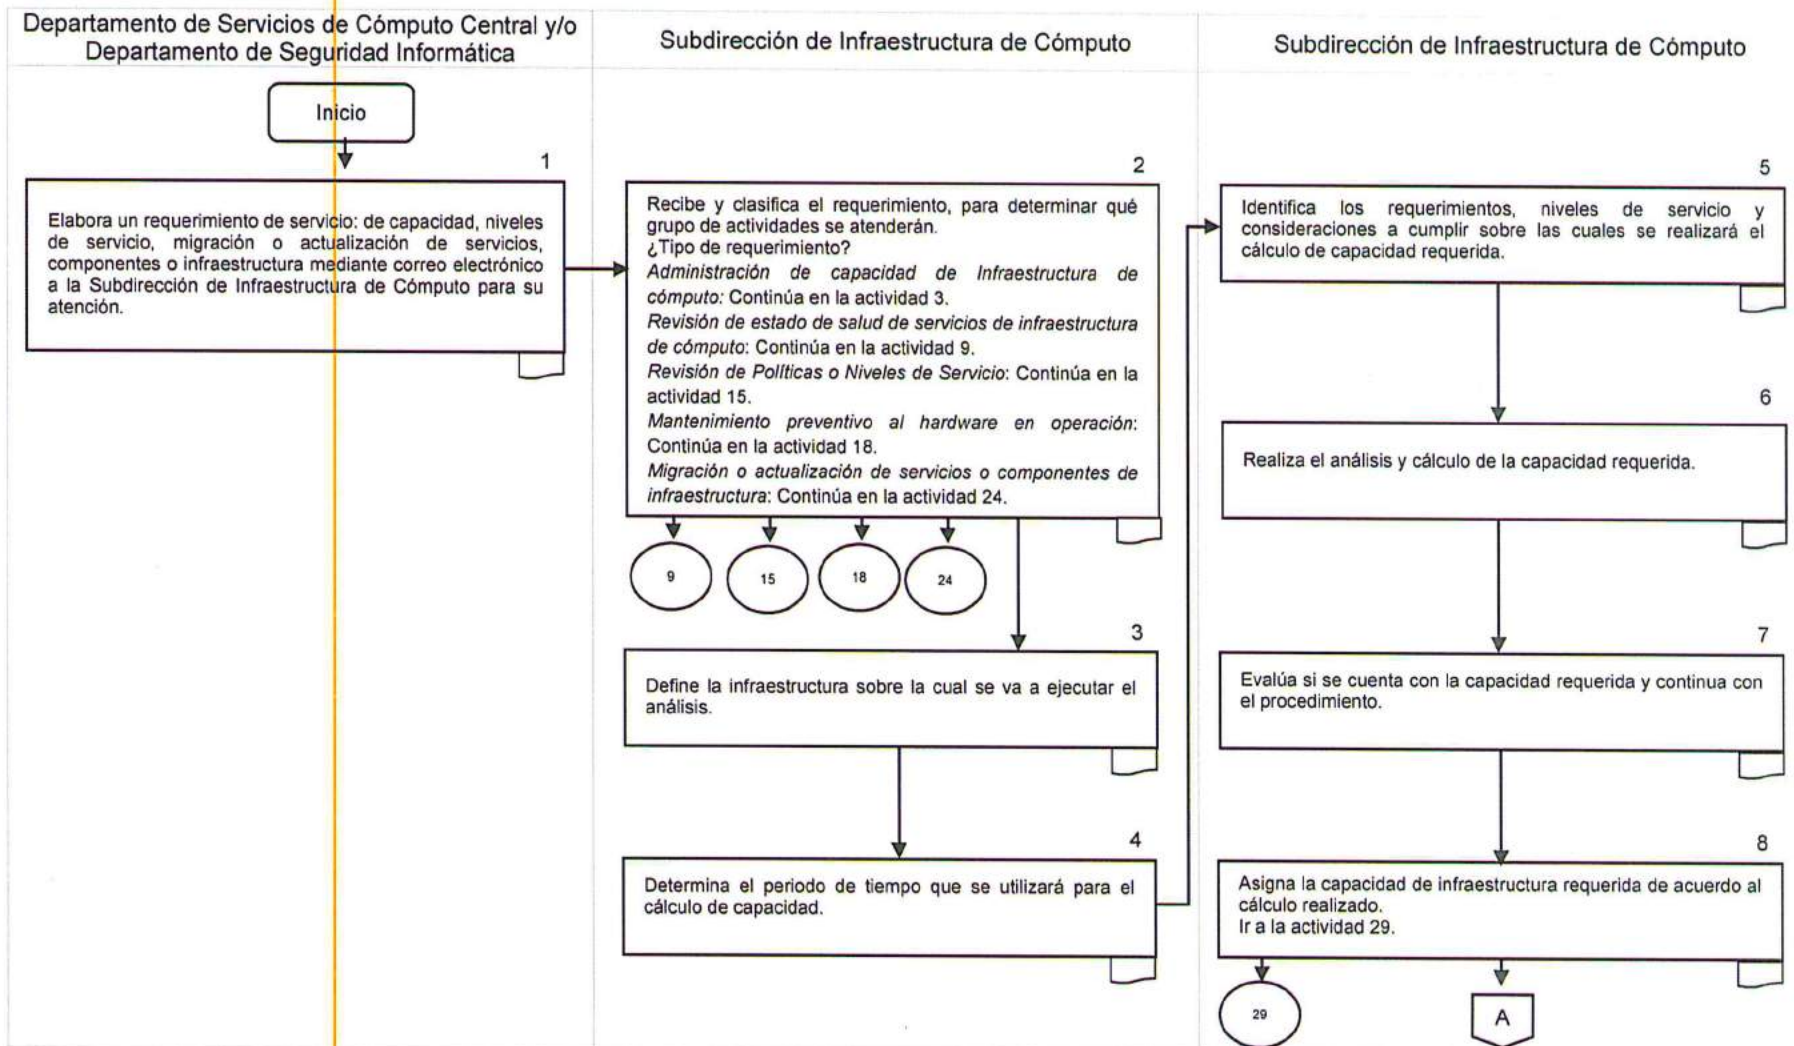 Departamento de Servicios de Cómputo Central y/o
Departamento de Seguridad Informática
Inicio
1
Elabora un requerimiento de servicio: de capacidad, niveles
de servicio, migración o actualización de servicios,
componentes o infraestructura mediante correo electrónico
a la Subdirección de Infraestructura de Cómputo para su
atención.
Subdirección de Infraestructura de Cómputo
2
Recibe y clasifica el requerimiento, para determinar qué
grupo de actividades se atenderán.
¿Tipo de requerimiento?
Administración de capacidad de Infraestructura de
cómputo: Continúa en la actividad 3.
Revisión de estado de salud de servicios de infraestructura
de cómputo: Continúa en la actividad 9.
Revisión de Políticas o Niveles de Servicio: Continúa en la
actividad 15.
Mantenimiento preventivo al hardware en operación:
Continúa en la actividad 18.
Migración o actualización de servicios o componentes de
infraestructura: Continúa en la actividad 24.
9
15
18
24
3
Define la infraestructura sobre la cual se va a ejecutar el
análisis.
4
Determina el periodo de tiempo que se utilizará para el
cálculo de capacidad.
Subdirección de Infraestructura de Cómputo
5
Identifica los requerimientos, niveles de servicio y
consideraciones a cumplir sobre las cuales se realizará el
cálculo de capacidad requerida.
6
Realiza el análisis y cálculo de la capacidad requerida.
7
Evalúa si se cuenta con la capacidad requerida y continua con
el procedimiento.
8
Asigna la capacidad de infraestructura requerida de acuerdo al
cálculo realizado.
Ir a la actividad 29.
29
A